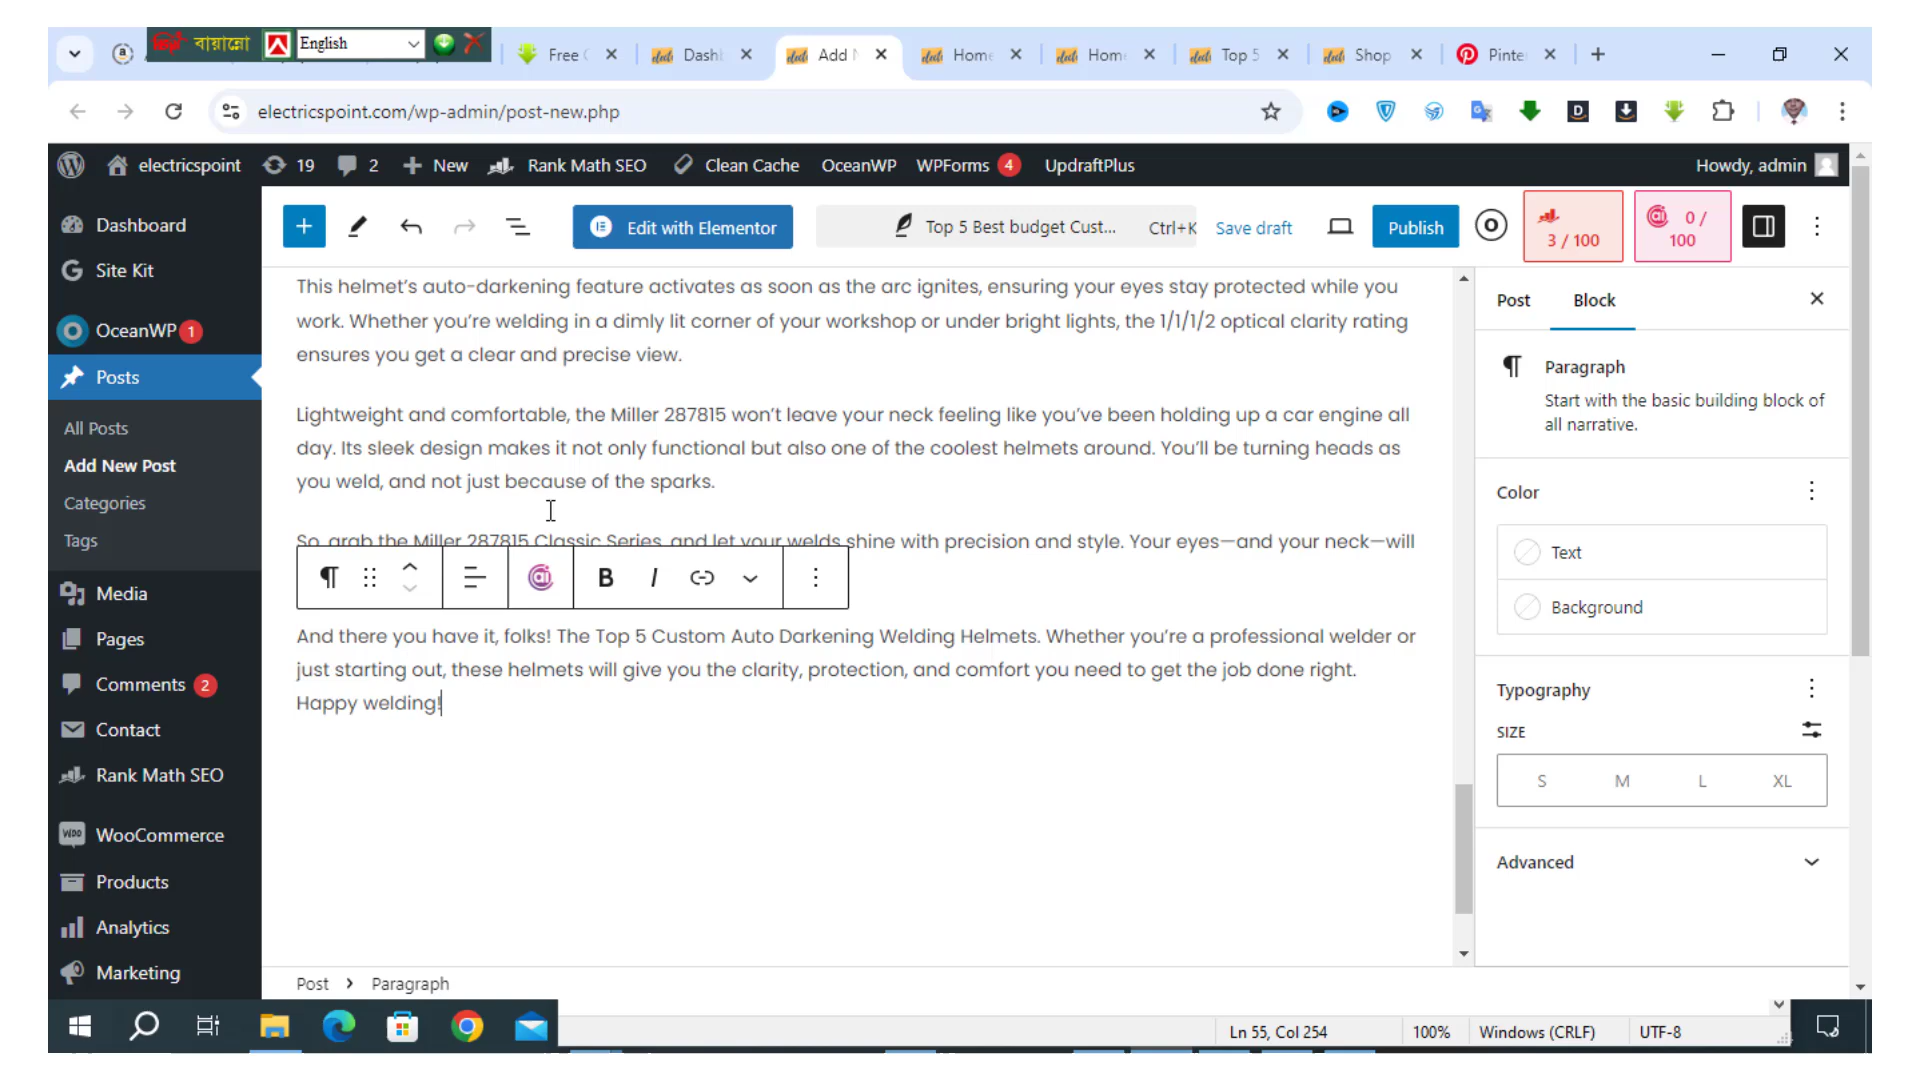 বায়ান্নো
English
Free
Dash
Add N
Home
Hom
Top 5
Shop
Pinte
electricspoint.com/wp-admin/post-new.php
electricspoint 19 2 New Rank Math SEO Clean Cache OceanWP WPForms 4 UpdraftPlus Howdy, admin
Dashboard
Site Kit
OceanWP 1
Posts
All Posts
Add New Post
Categories
Tags
Media
Pages
Comments 2
Contact
Rank Math SEO
WooCommerce
Products
Analytics
Marketing
Edit with Elementor
Top 5 Best budget Cust... Ctrl+K
Save draft
Publish
3 / 100
0 /
100
This helmet's auto-darkening feature activates as soon as the arc ignites, ensuring your eyes stay protected while you
work. Whether you're welding in a dimly lit corner of your workshop or under bright lights, the 1/1/1/2 optical clarity rating
ensures you get a clear and precise view.
Lightweight and comfortable, the Miller 287815 won't leave your neck feeling like you've been holding up a car engine all
day. Its sleek design makes it not only functional but also one of the coolest helmets around. You'll be turning heads as
you weld, and not just because of the sparks.
So, grab the Miller 287815 Classic Series, and let your welds shine with precision and style. Your eyes—and your neck—will
B I
And there you have it, folks! The Top 5 Custom Auto Darkening Welding Helmets. Whether you're a professional welder or
just starting out, these helmets will give you the clarity, protection, and comfort you need to get the job done right.
Happy welding!
Post Block
Paragraph
Start with the basic building block of
all narrative.
Color
Text
Background
Typography
SIZE
S M L XL
Advanced
Post > Paragraph
Ln 55, Col 254 100% Windows (CRLF) UTF-8